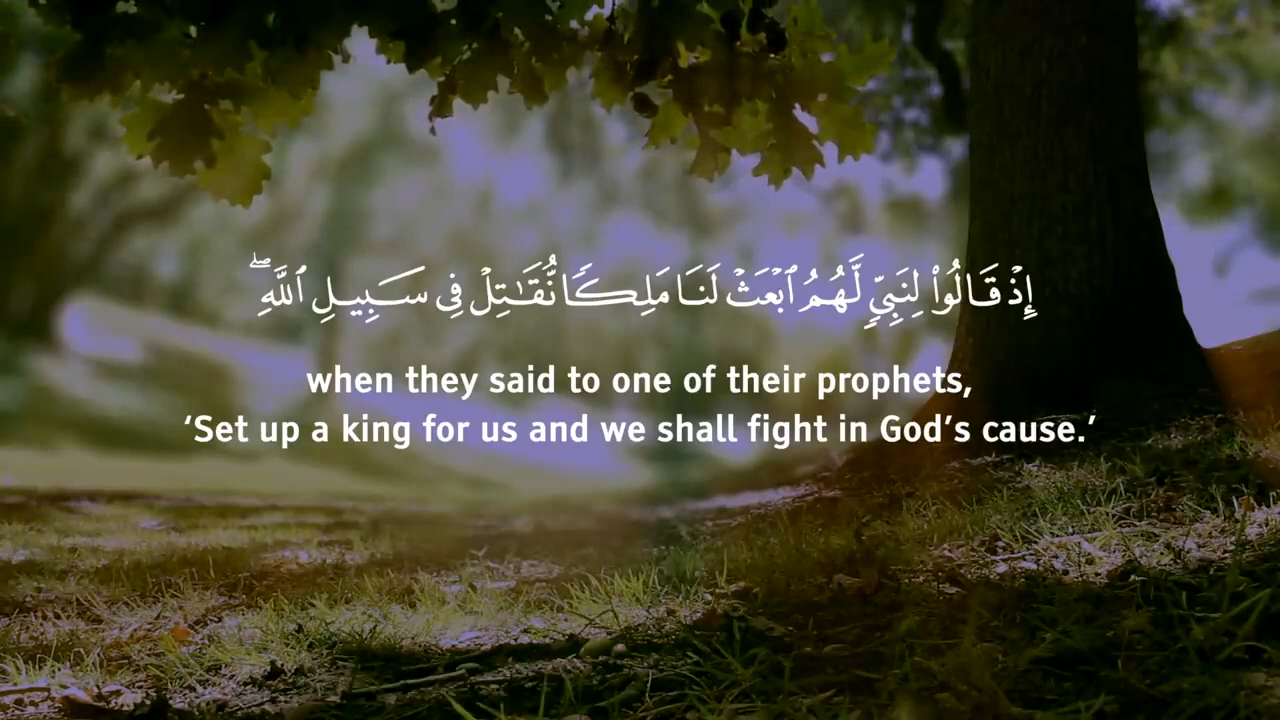 إِذْ قَالُوا۟ لِنَبِىٍّ لَّهُمُ ٱبْعَثْ لَنَا مَلِكًا نُّقَـٰتِلْ فِى سَبِيلِ ٱللَّهِ ۖ
when they said to one of their prophets,
‘Set up a king for us and we shall fight in God’s cause.’